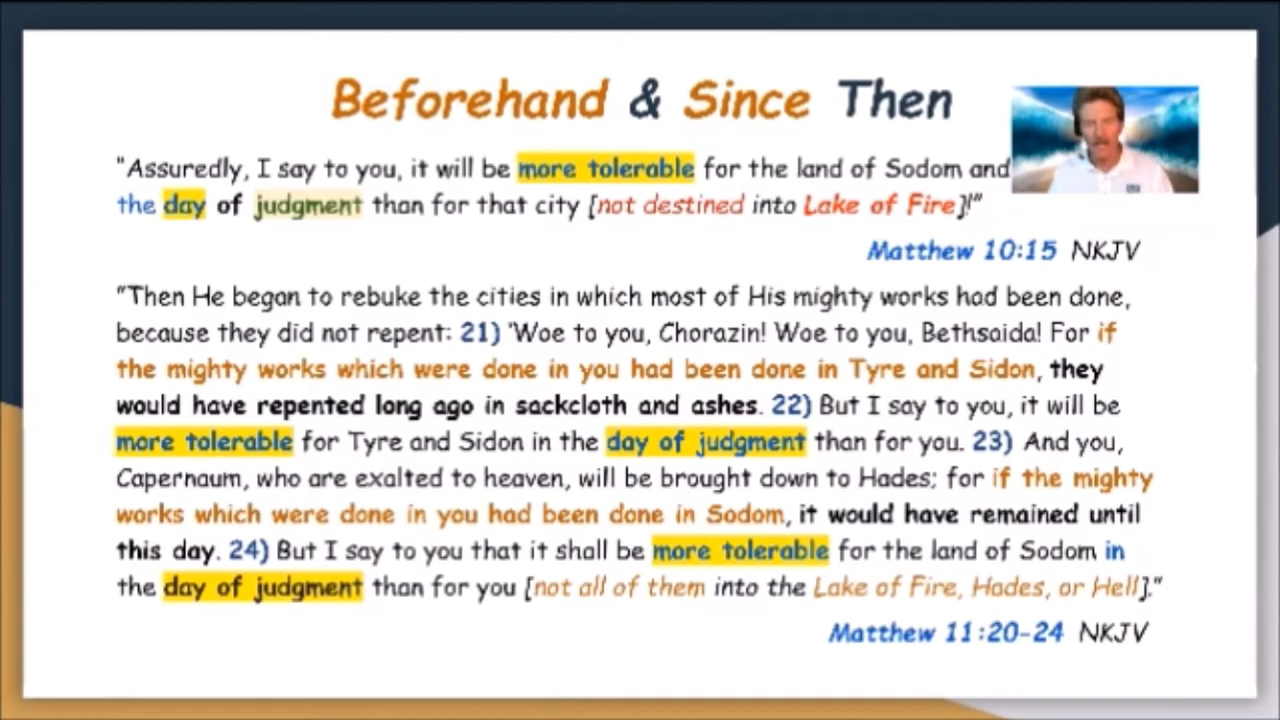 Beforehand & Since Then
"Assuredly, I say to you, it will be more tolerable for the land of Sodom and
the day of judgment than for that city [not destined into Lake of Fire]!"
Matthew 10:15 NKJV
"Then He began to rebuke the cities in which most of His mighty works had been done,
because they did not repent: 21) 'Woe to you, Chorazin! Woe to you, Bethsaida! For if
the mighty works which were done in you had been done in Tyre and Sidon, they
would have repented long ago in sackcloth and ashes. 22) But I say to you, it will be
more tolerable for Tyre and Sidon in the day of judgment than for you. 23) And you,
Capernaum, who are exalted to heaven, will be brought down to Hades; for if the mighty
works which were done in you had been done in Sodom, it would have remained until
this day. 24) But I say to you that it shall be more tolerable for the land of Sodom in
the day of judgment than for you [not all of them into the Lake of Fire, Hades, or Hell]."
Matthew 11:20-24 NKJV